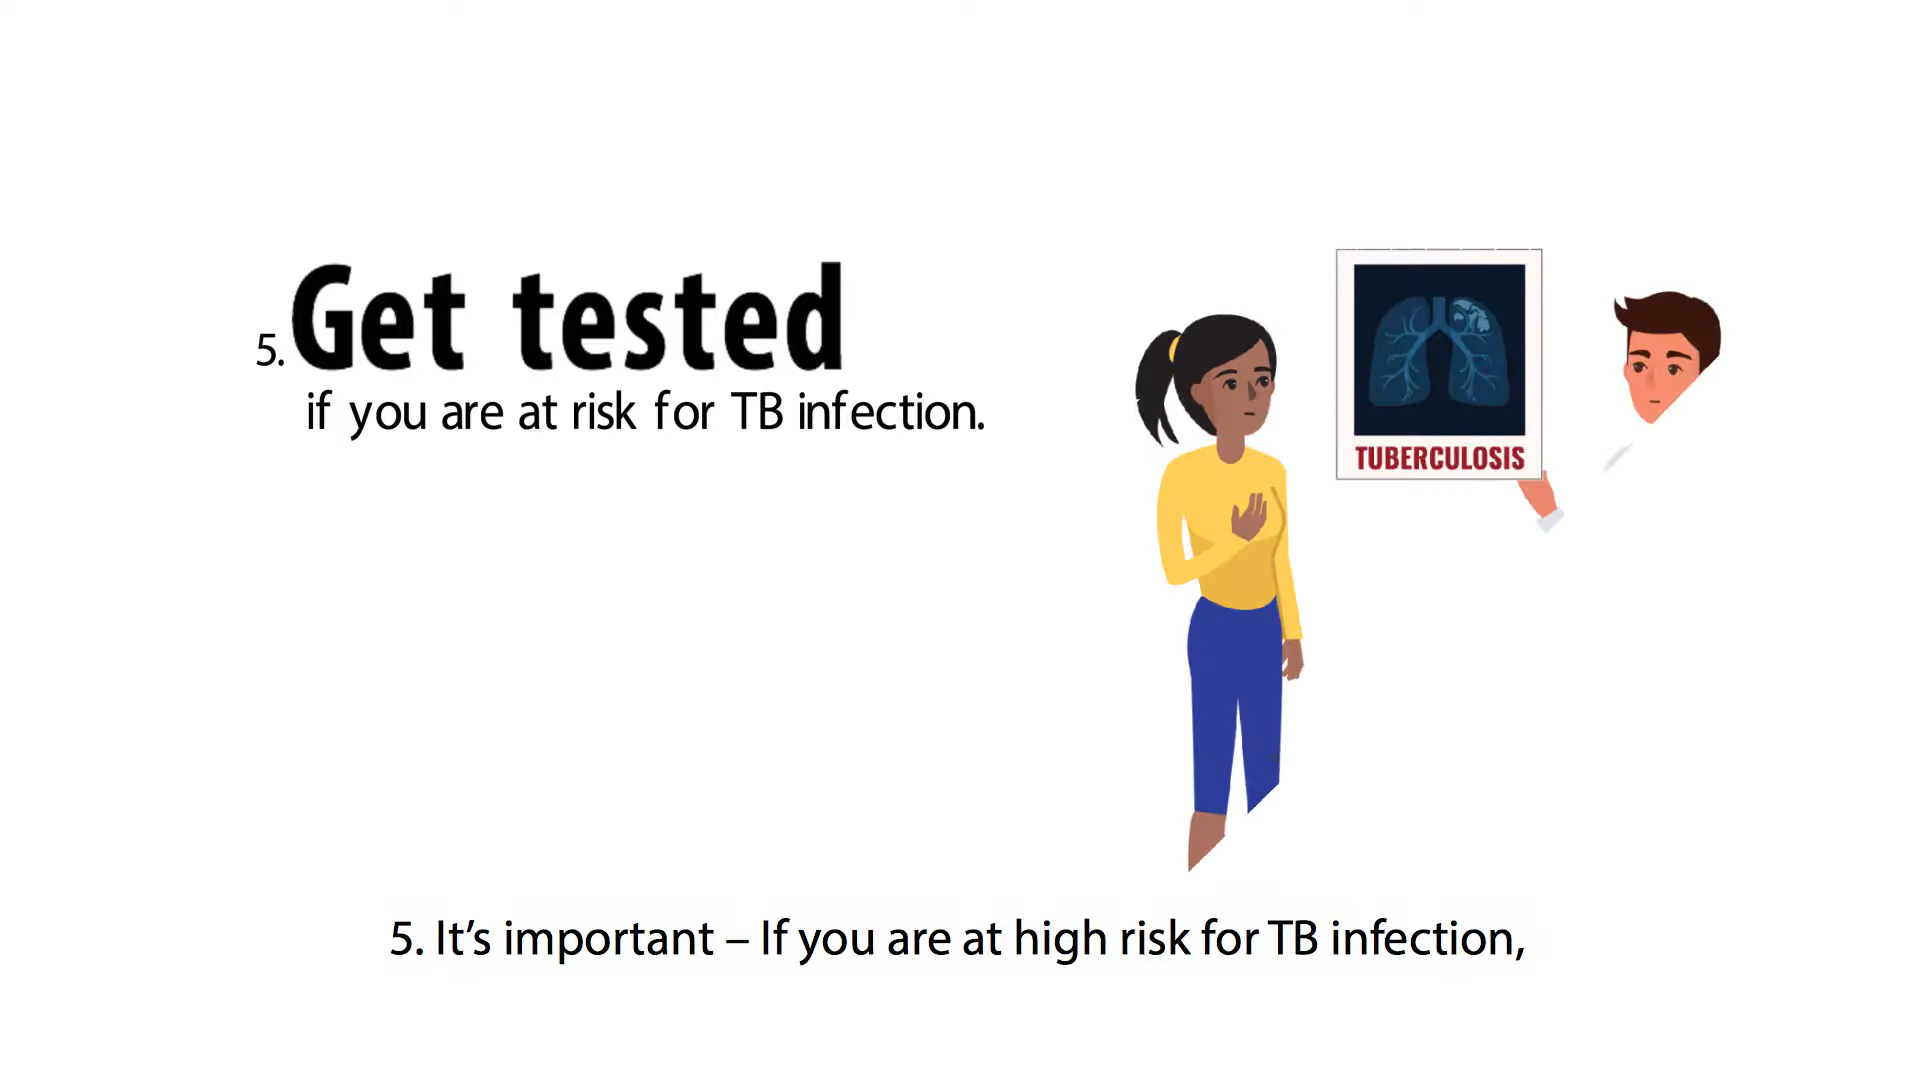 5. Get tested
if you are at risk for TB infection.
TUBERCULOSIS
5. It’s important – If you are at high risk for TB infection,